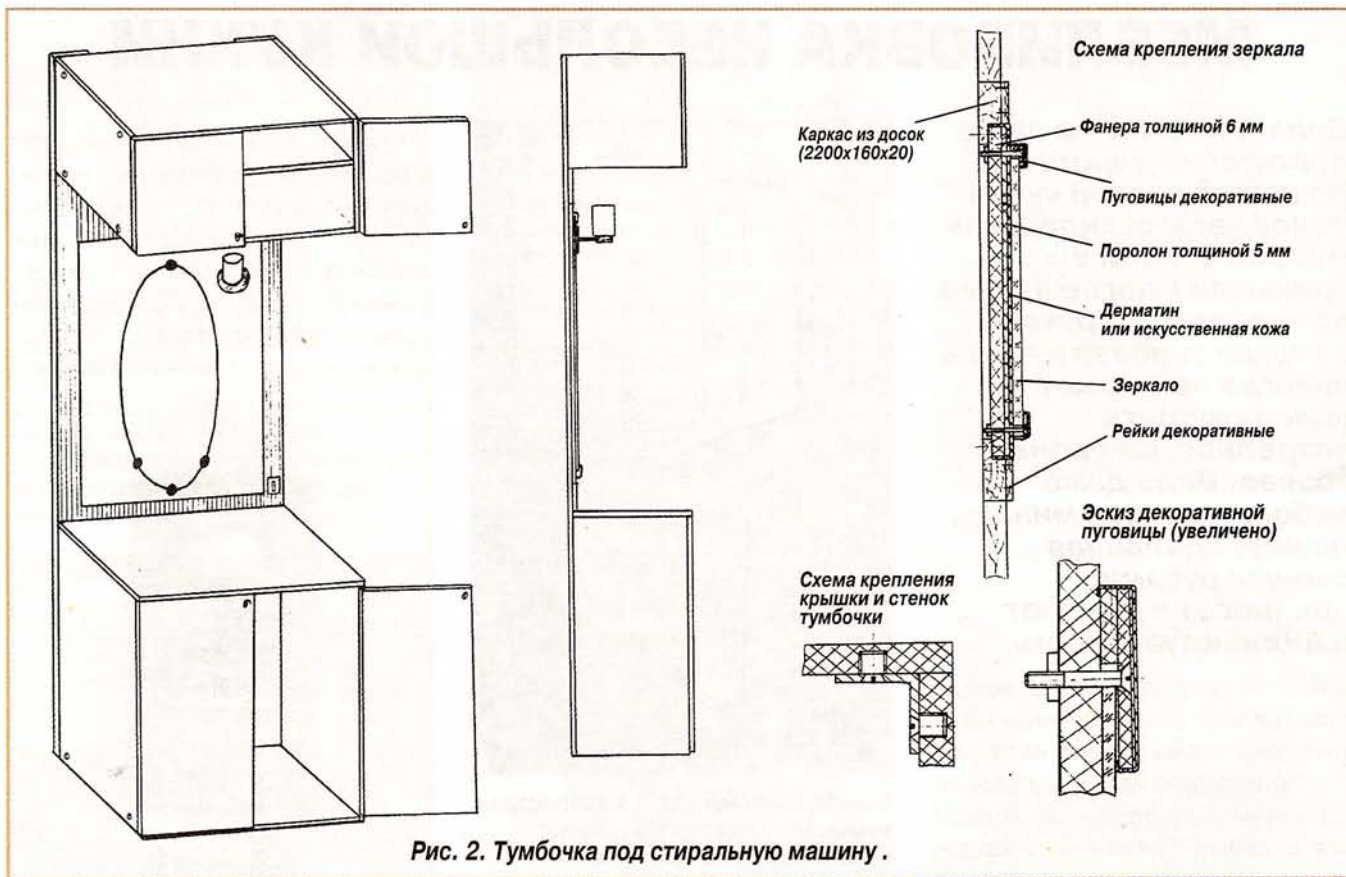 Схема крепления зеркала
Каркас из досок
(2200х160х20)
Фанера толщиной 6 мм
Пуговицы декоративные
Поролон толщиной 5 мм
Дерматин
или искусственная кожа
Зеркало
Рейки декоративные
Эскиз декоративной
пуговицы (увеличено)
Схема крепления
крышки и стенок
тумбочки
Рис. 2. Тумбочка под стиральную машину .